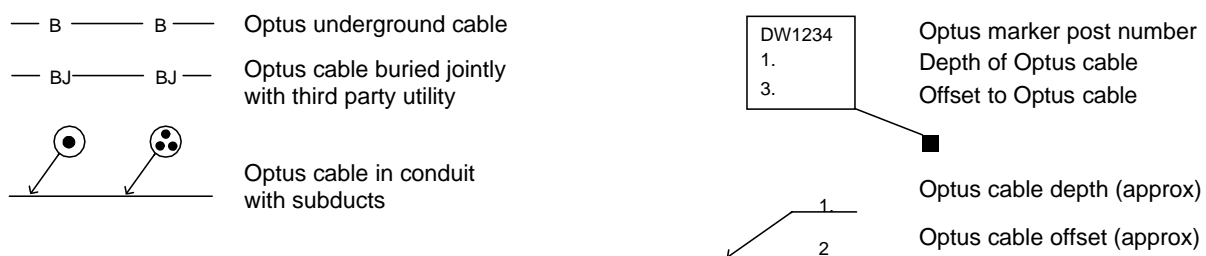 B B Optus underground cable
BJ BJ Optus cable buried jointly
with third party utility
Optus cable in conduit
with subducts
DW1234 Optus marker post number
1. Depth of Optus cable
3. Offset to Optus cable
Optus cable depth (approx)
1.
Optus cable offset (approx)
2